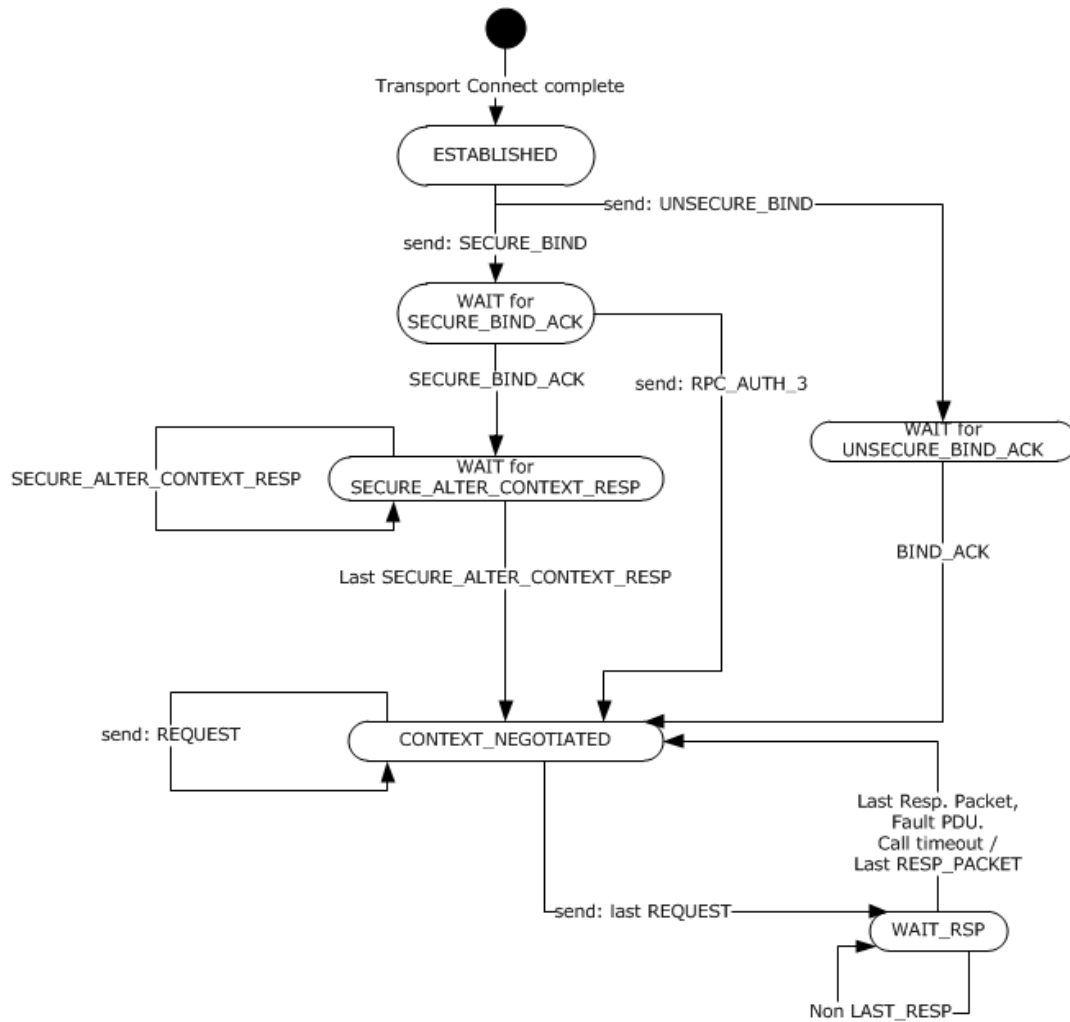 Transport Connect complete
ESTABLISHED
send: UNSECURE_BIND
send: SECURE_BIND
WAIT for
SECURE_BIND_ACK
SECURE_BIND_ACK
send: RPC_AUTH_3
WAIT for
UNSECURE_BIND_ACK
WAIT for
SECURE_ALTER_CONTEXT_RESP
SECURE_ALTER_CONTEXT_RESP
BIND_ACK
Last SECURE_ALTER_CONTEXT_RESP
send: REQUEST
CONTEXT_NEGOTIATED
Last Resp. Packet,
Fault PDU.
Call timeout /
Last RESP_PACKET
send: last REQUEST
WAIT_RSP
Non LAST_RESP